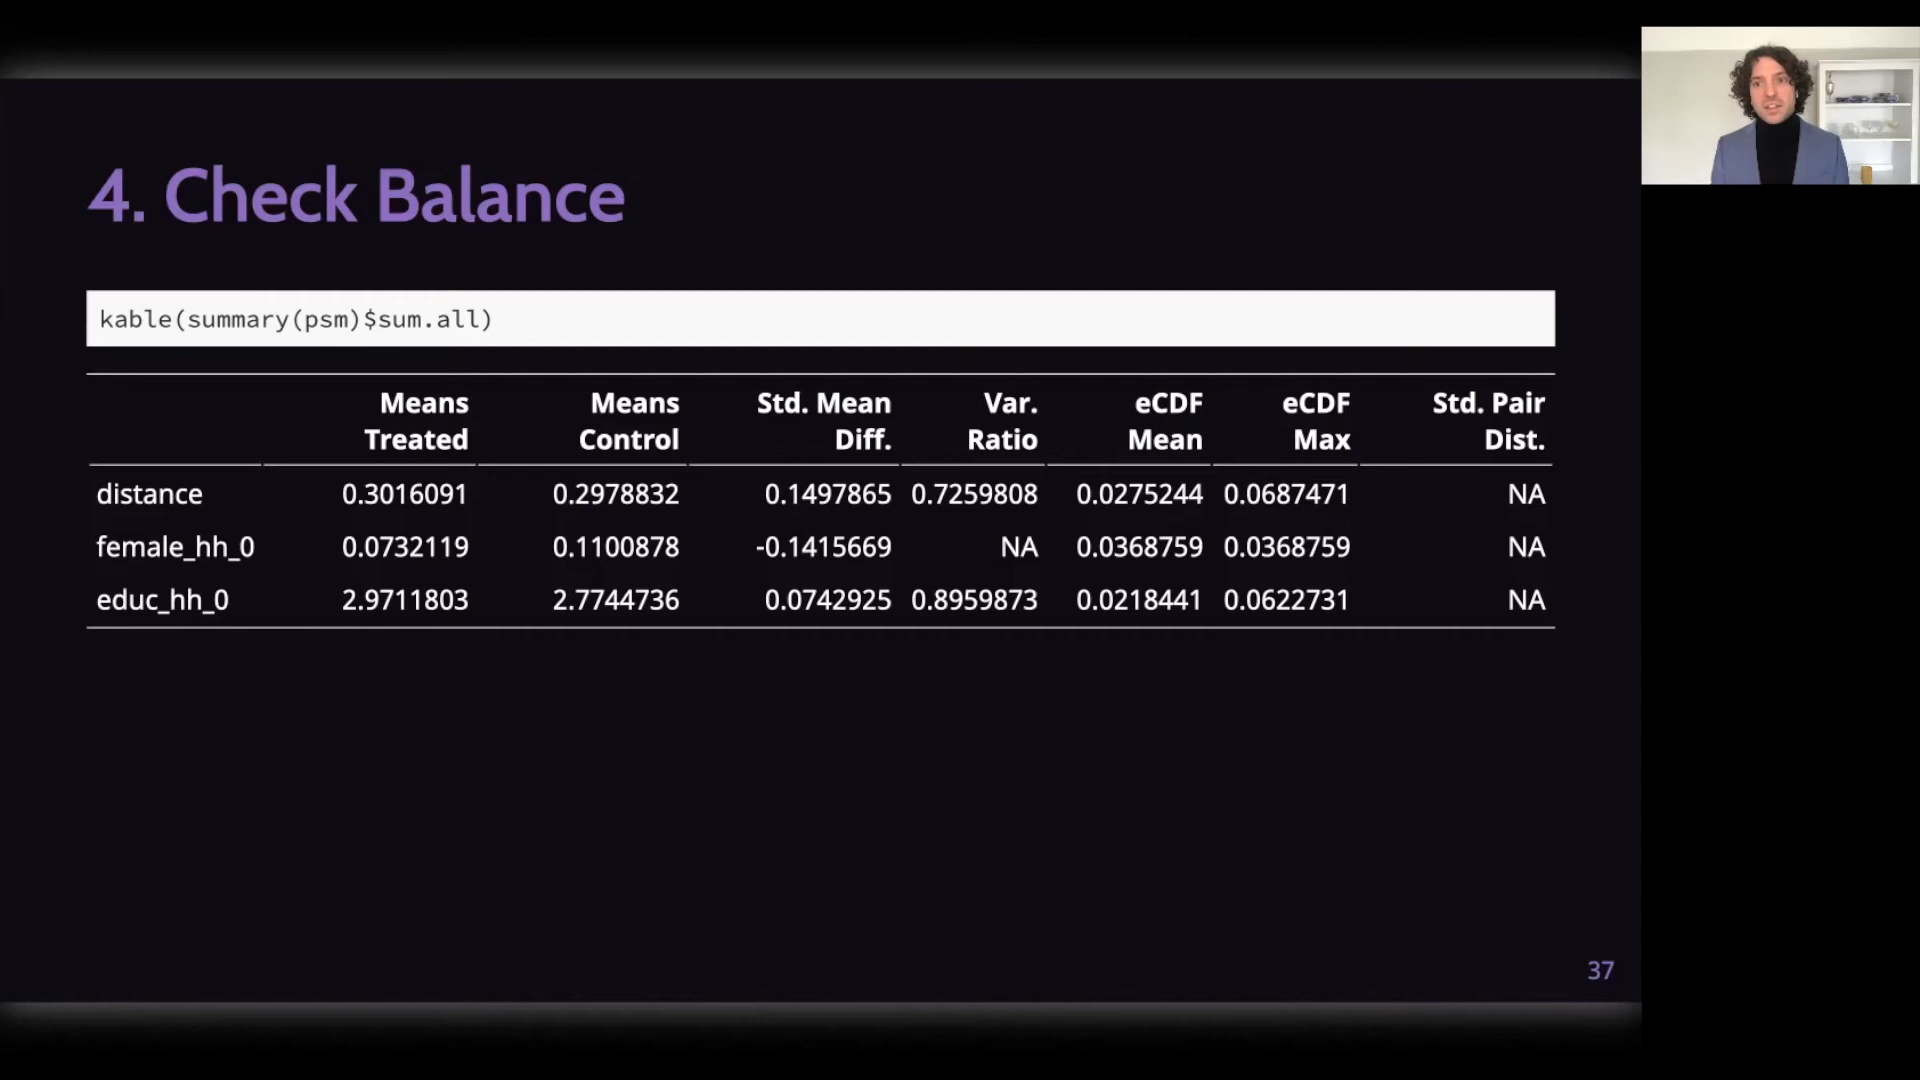 4. Check Balance
kable(summary(psm)$sum.all)
Means Treated Means Control Std. Mean Diff. Var. Ratio eCDF Mean eCDF Max Std. Pair Dist.
distance 0.3016091 0.2978832 0.1497865 0.7259808 0.0275244 0.0687471 NA
female_hh_0 0.0732119 0.1100878 -0.1415669 NA 0.0368759 0.0368759 NA
educ_hh_0 2.9711803 2.7744736 0.0742925 0.8959873 0.0218441 0.0622731 NA
37